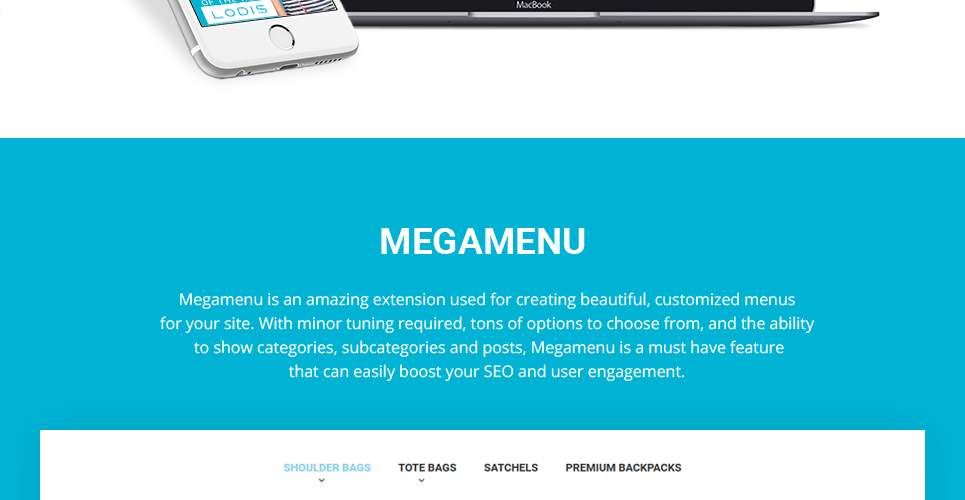 OF THE
LODIS
MacBook
MEGAMENU
Megamenu is an amazing extension used for creating beautiful, customized menus
for your site. With minor tuning required, tons of options to choose from, and the ability
to show categories, subcategories and posts, Megamenu is a must have feature
that can easily boost your SEO and user engagement.
SHOULDER BAGS TOTE BAGS SATCHELS PREMIUM BACKPACKS